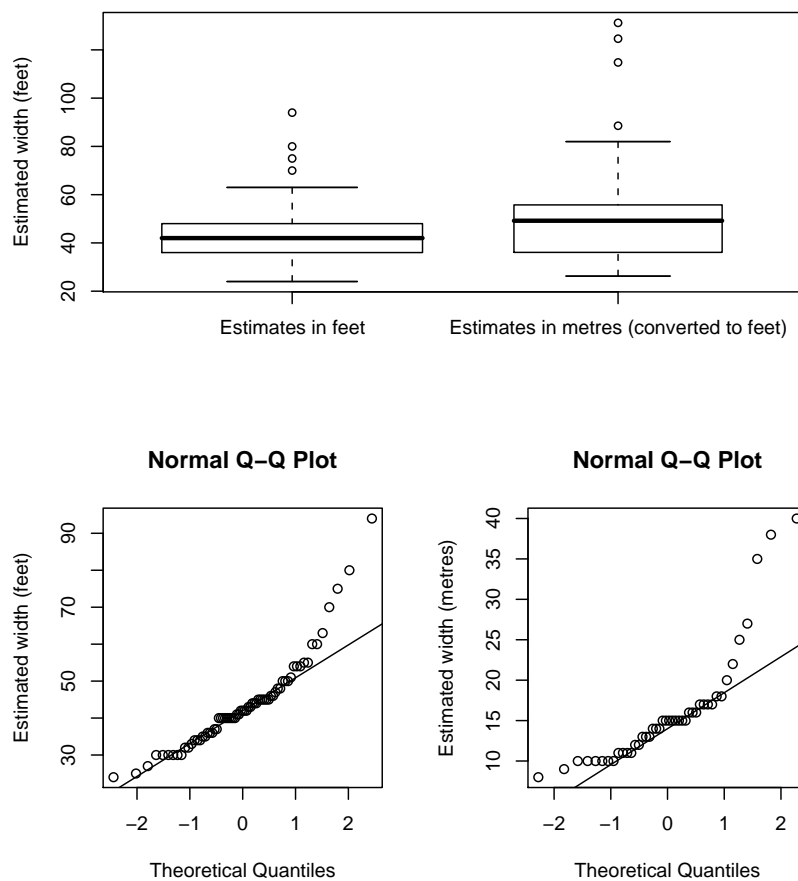 Estimated width (feet)
20 40 60 80 100
Estimates in feet Estimates in metres (converted to feet)
Normal Q−Q Plot
Estimated width (feet)
30 50 70 90
−2 −1 0 1 2
Theoretical Quantiles
Normal Q−Q Plot
Estimated width (metres)
10 15 20 25 30 35 40
−2 −1 0 1 2
Theoretical Quantiles